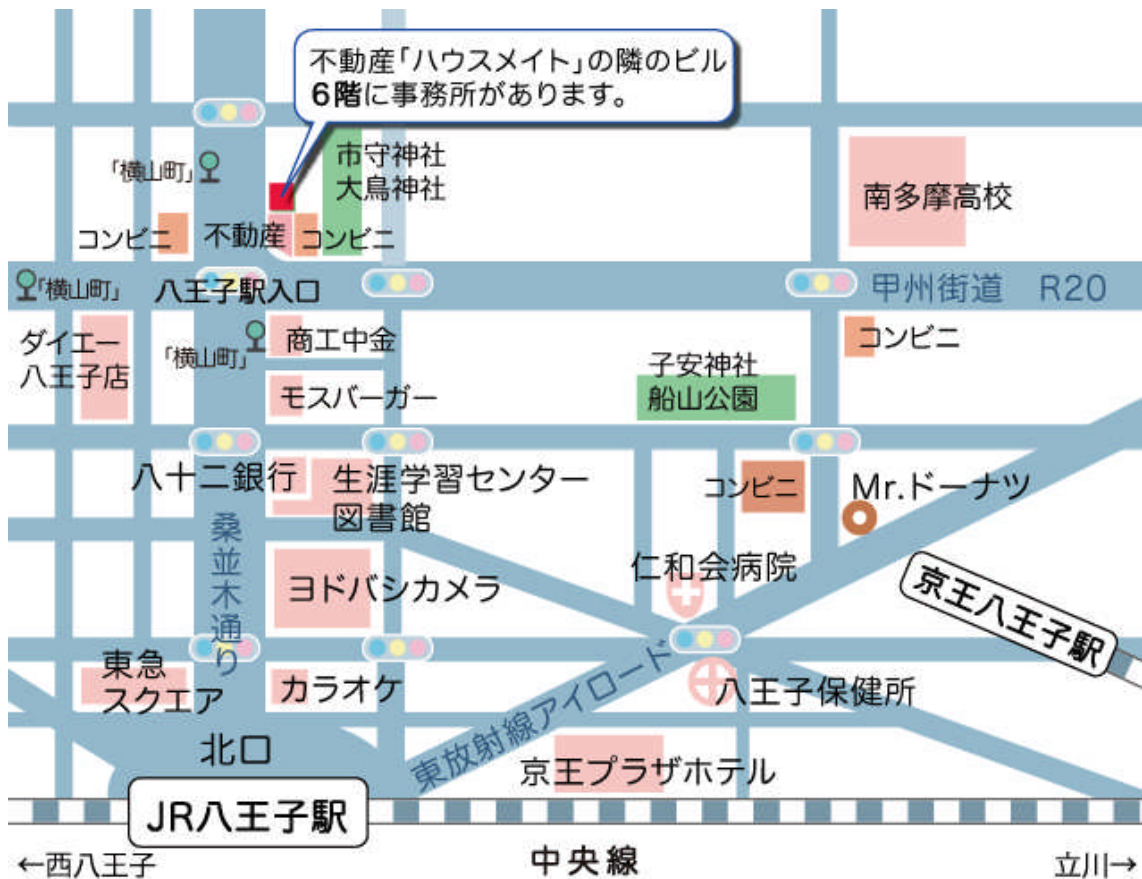 不動産「ハウスメイト」の隣のビル
6階に事務所があります。
「横山町」
市守神社
大鳥神社
南多摩高校
コンビニ
不動産
コンビニ
「横山町」
八王子駅入口
甲州街道 R20
ダイエー
八王子店
「横山町」
商工中金
コンビニ
子安神社
船山公園
モスバーガー
八十二銀行
生涯学習センター
図書館
コンビニ
Mr.ドーナツ
桑並木通り
ヨドバシカメラ
仁和会病院
京王八王子駅
東急
スクエア
カラオケ
東放射線アイロード
八王子保健所
北口
京王プラザホテル
JR八王子駅
←西八王子
中央線
立川→